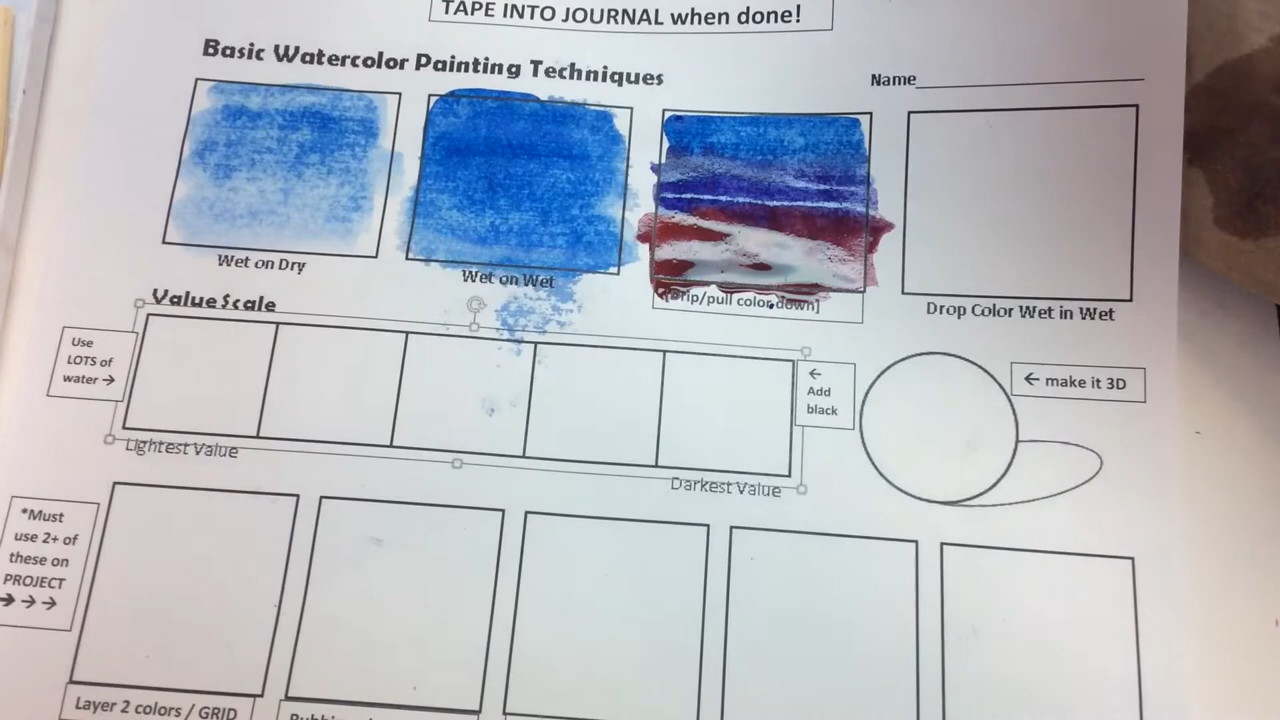 TAPE INTO JOURNAL when done!
Basic Watercolor Painting Techniques
Name
Wet on Dry
Wet on Wet
[Drip/pull color down]
Drop Color Wet in Wet
Value Scale
Use
LOTS of
water →
←
Add
black
← make it 3D
Lightest Value
Darkest Value
*Must
use 2+ of
these on
PROJECT
→→→
Layer 2 colors / GRID